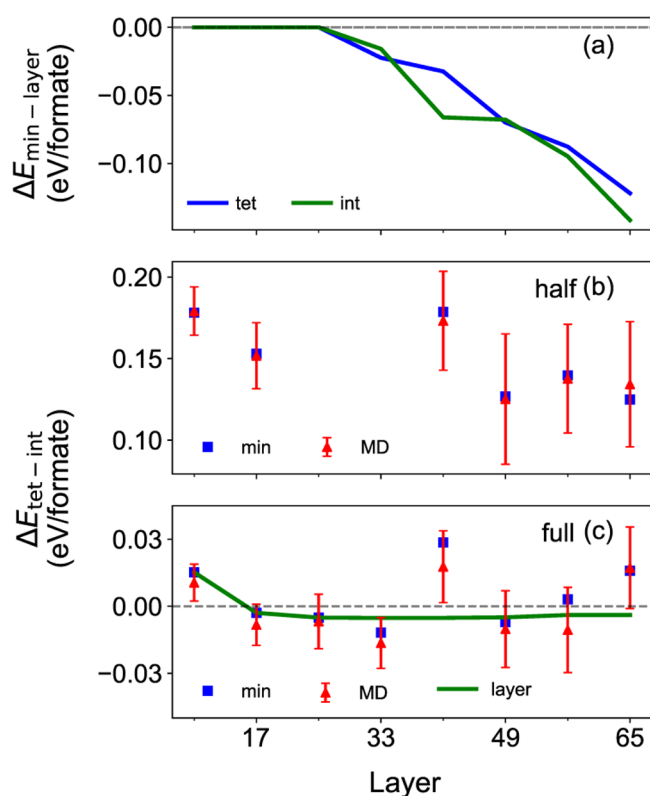 0.00
(a)
−0.05
−0.10
ΔE_min − layer
(eV/formate)
tet
int
0.20
half (b)
0.15
0.10
min
MD
ΔE_tet − int
(eV/formate)
0.03
full (c)
0.00
−0.03
min
MD
layer
17
33
49
65
Layer